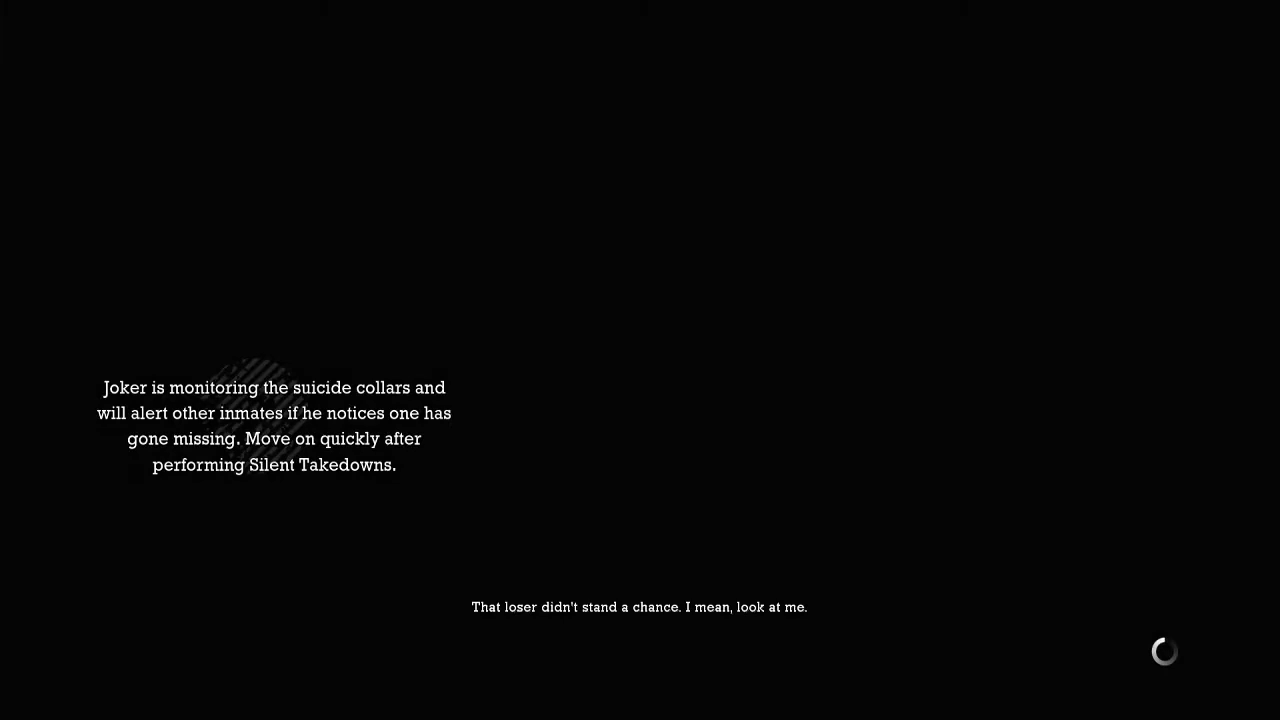 Joker is monitoring the suicide collars and
will alert other inmates if he notices one has
gone missing. Move on quickly after
performing Silent Takedowns.
That loser didn't stand a chance. I mean, look at me.